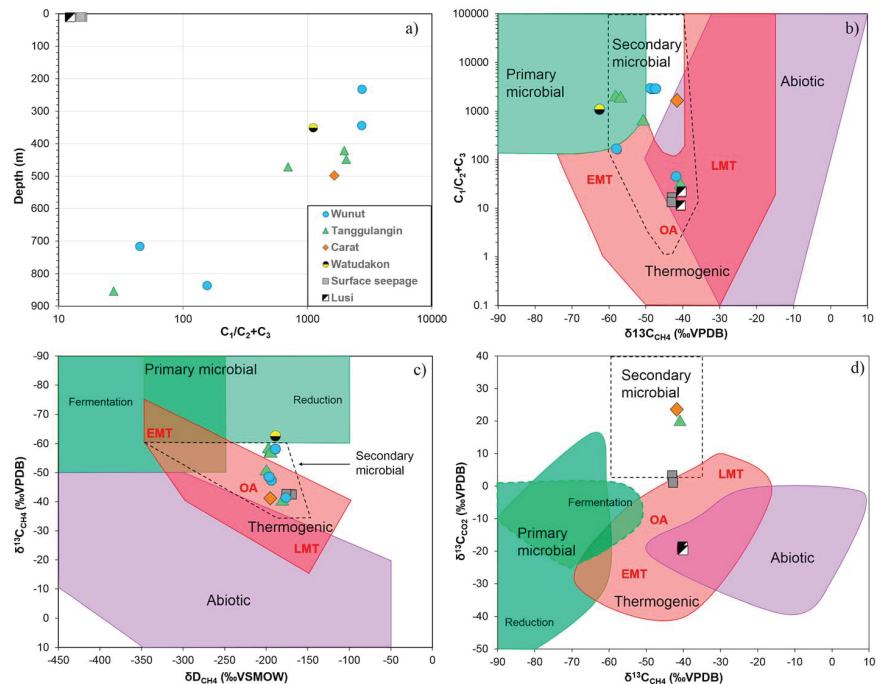 a)
0
100
200
300
400
500
600
700
800
900
Depth (m)
10
100
1000
10000
C₁/C₂+C₃
Wunut
Tanggulangin
Carat
Watudakon
Surface seepage
Lusi
b)
100000
10000
1000
100
10
1
0.1
C₁/C₂+C₃
Secondary
microbial
Primary
microbial
Abiotic
EMT
LMT
OA
Thermogenic
-90
-80
-70
-60
-50
-40
-30
-20
-10
0
10
δ13C_CH4 (‰VPDB)
c)
-90
-80
-70
-60
-50
-40
-30
-20
-10
0
10
δ¹³C_CH4 (‰VPDB)
Primary microbial
Fermentation
Reduction
EMT
Secondary
microbial
OA
Thermogenic
LMT
Abiotic
-450
-400
-350
-300
-250
-200
-150
-100
-50
0
δD_CH4 (‰VSMOW)
d)
40
30
20
10
0
-10
-20
-30
-40
-50
δ¹³C_CO2 (‰VPDB)
Secondary
microbial
LMT
Fermentation
OA
Primary
microbial
Abiotic
EMT
Thermogenic
Reduction
-90
-80
-70
-60
-50
-40
-30
-20
-10
0
10
δ¹³C_CH4 (‰VPDB)